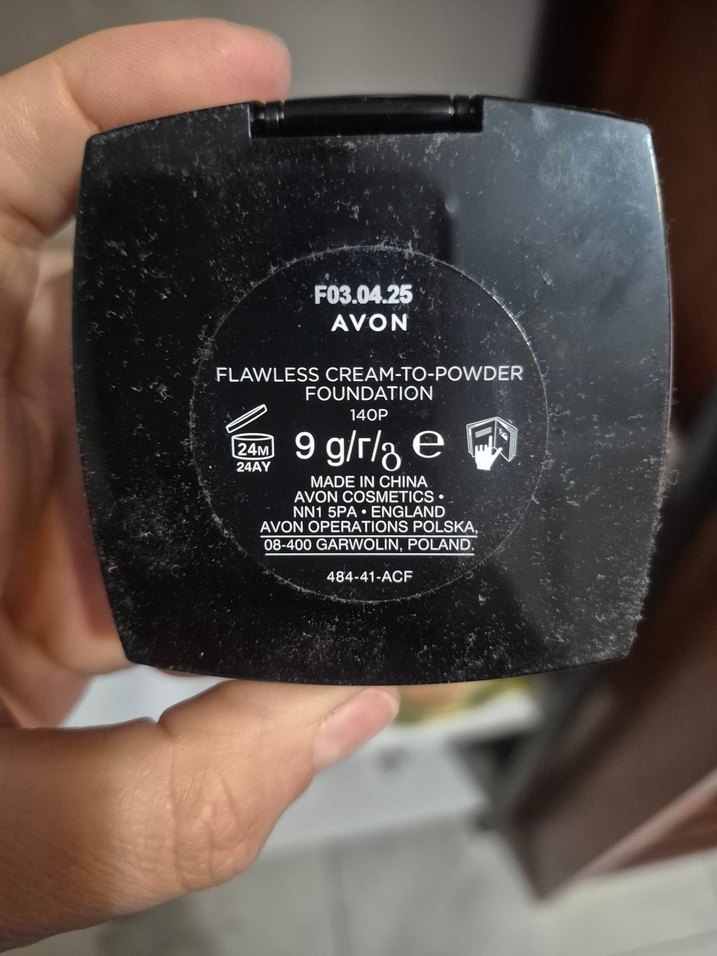 F03.04.25
AVON
FLAWLESS CREAM-TO-POWDER
FOUNDATION
140P
24M
24AY
9 g/г/გ ℮
MADE IN CHINA
AVON COSMETICS •
NN1 5PA • ENGLAND
AVON OPERATIONS POLSKA,
08-400 GARWOLIN, POLAND.
484-41-ACF